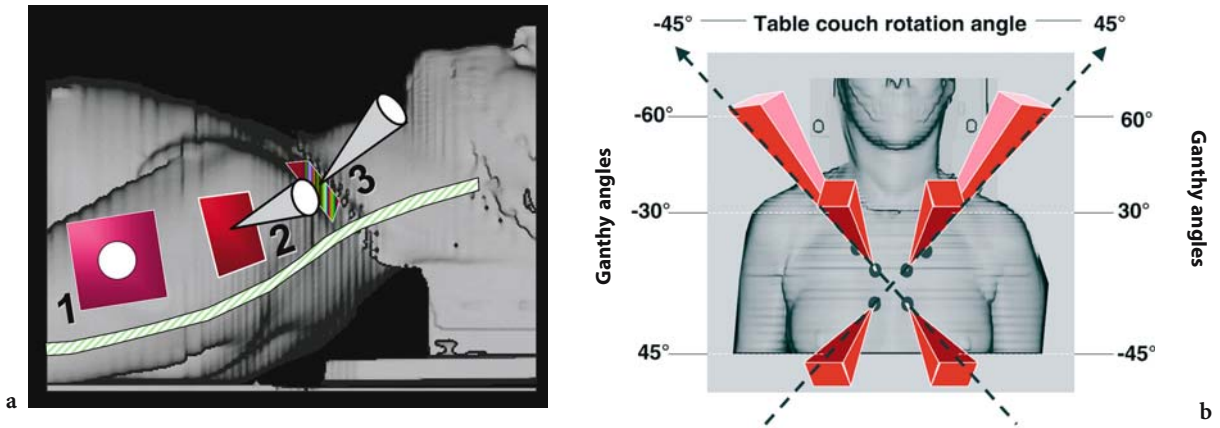 1
2
3
a
-45° Table couch rotation angle 45°
-60° 60°
-30° 30°
45° -45°
Ganthy angles
Ganthy angles
b